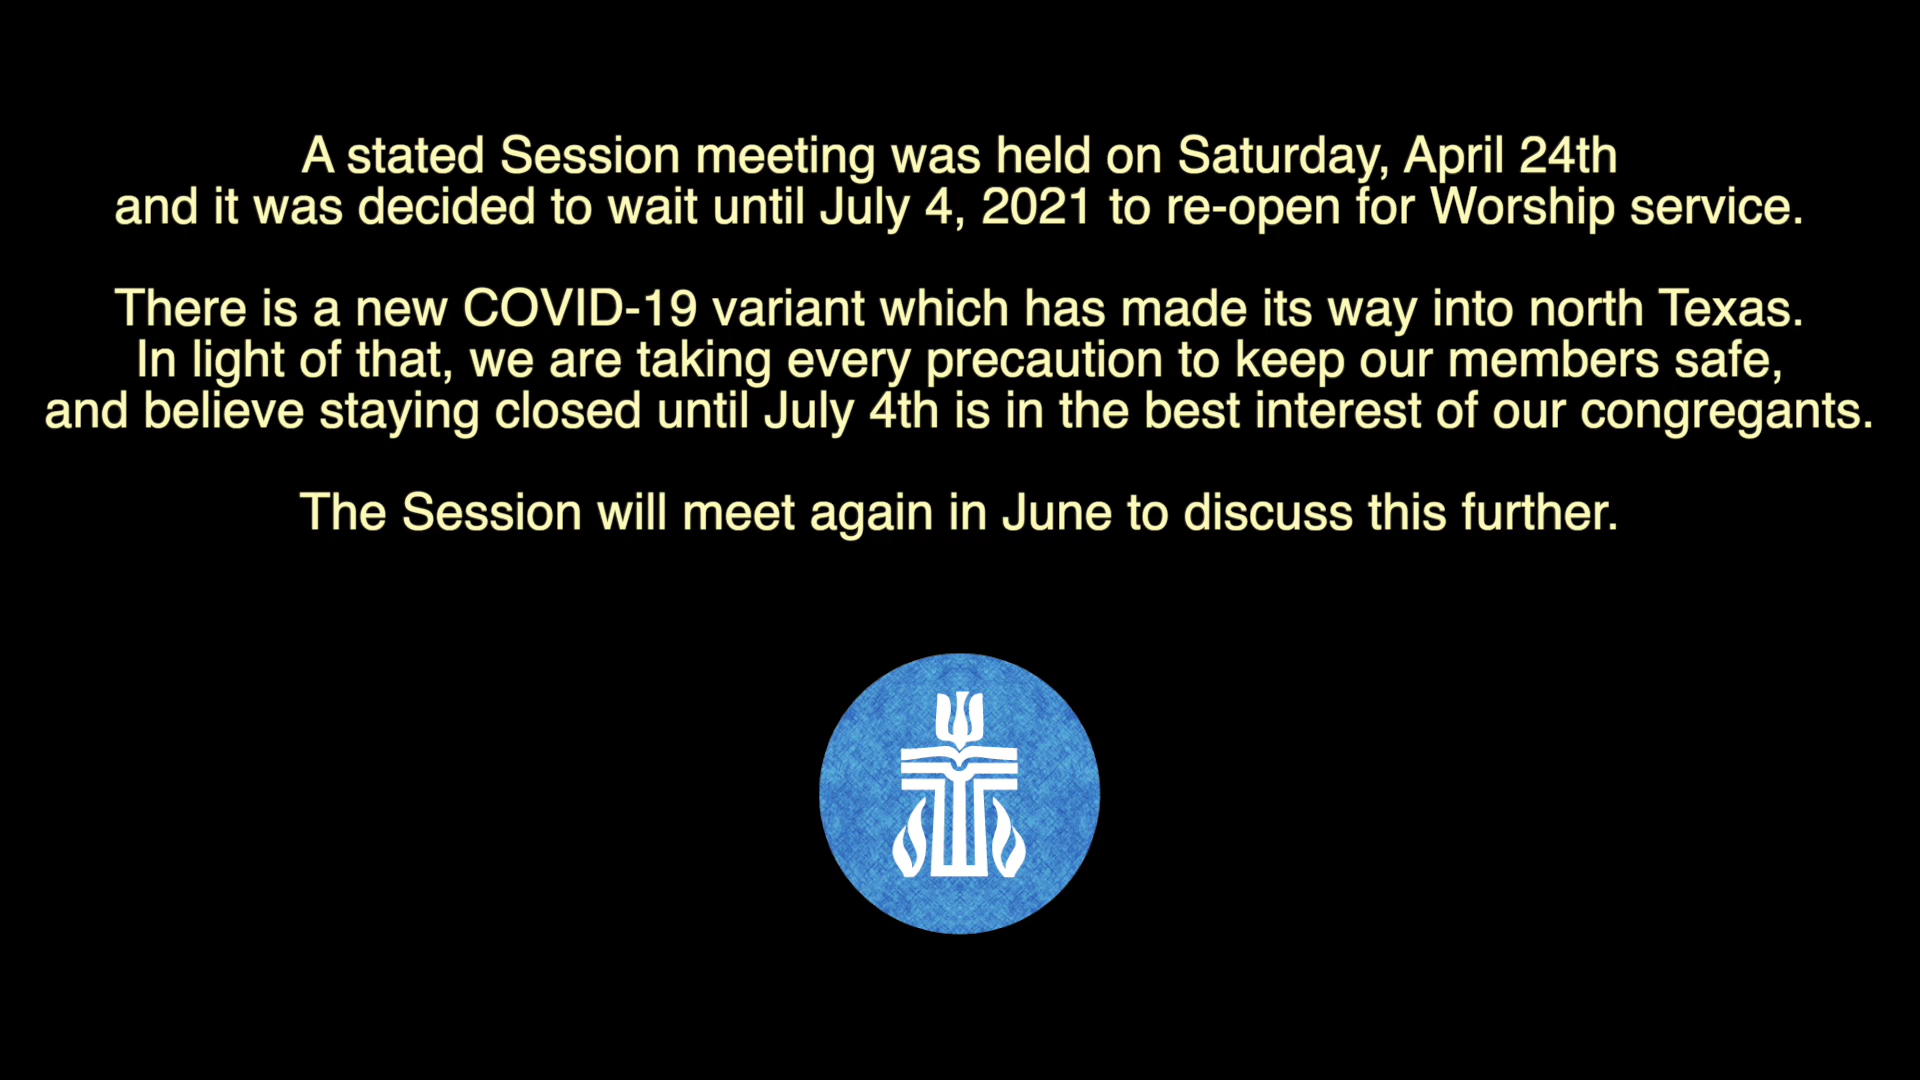 A stated Session meeting was held on Saturday, April 24th
and it was decided to wait until July 4, 2021 to re-open for Worship service.
There is a new COVID-19 variant which has made its way into north Texas.
In light of that, we are taking every precaution to keep our members safe,
and believe staying closed until July 4th is in the best interest of our congregants.
The Session will meet again in June to discuss this further.